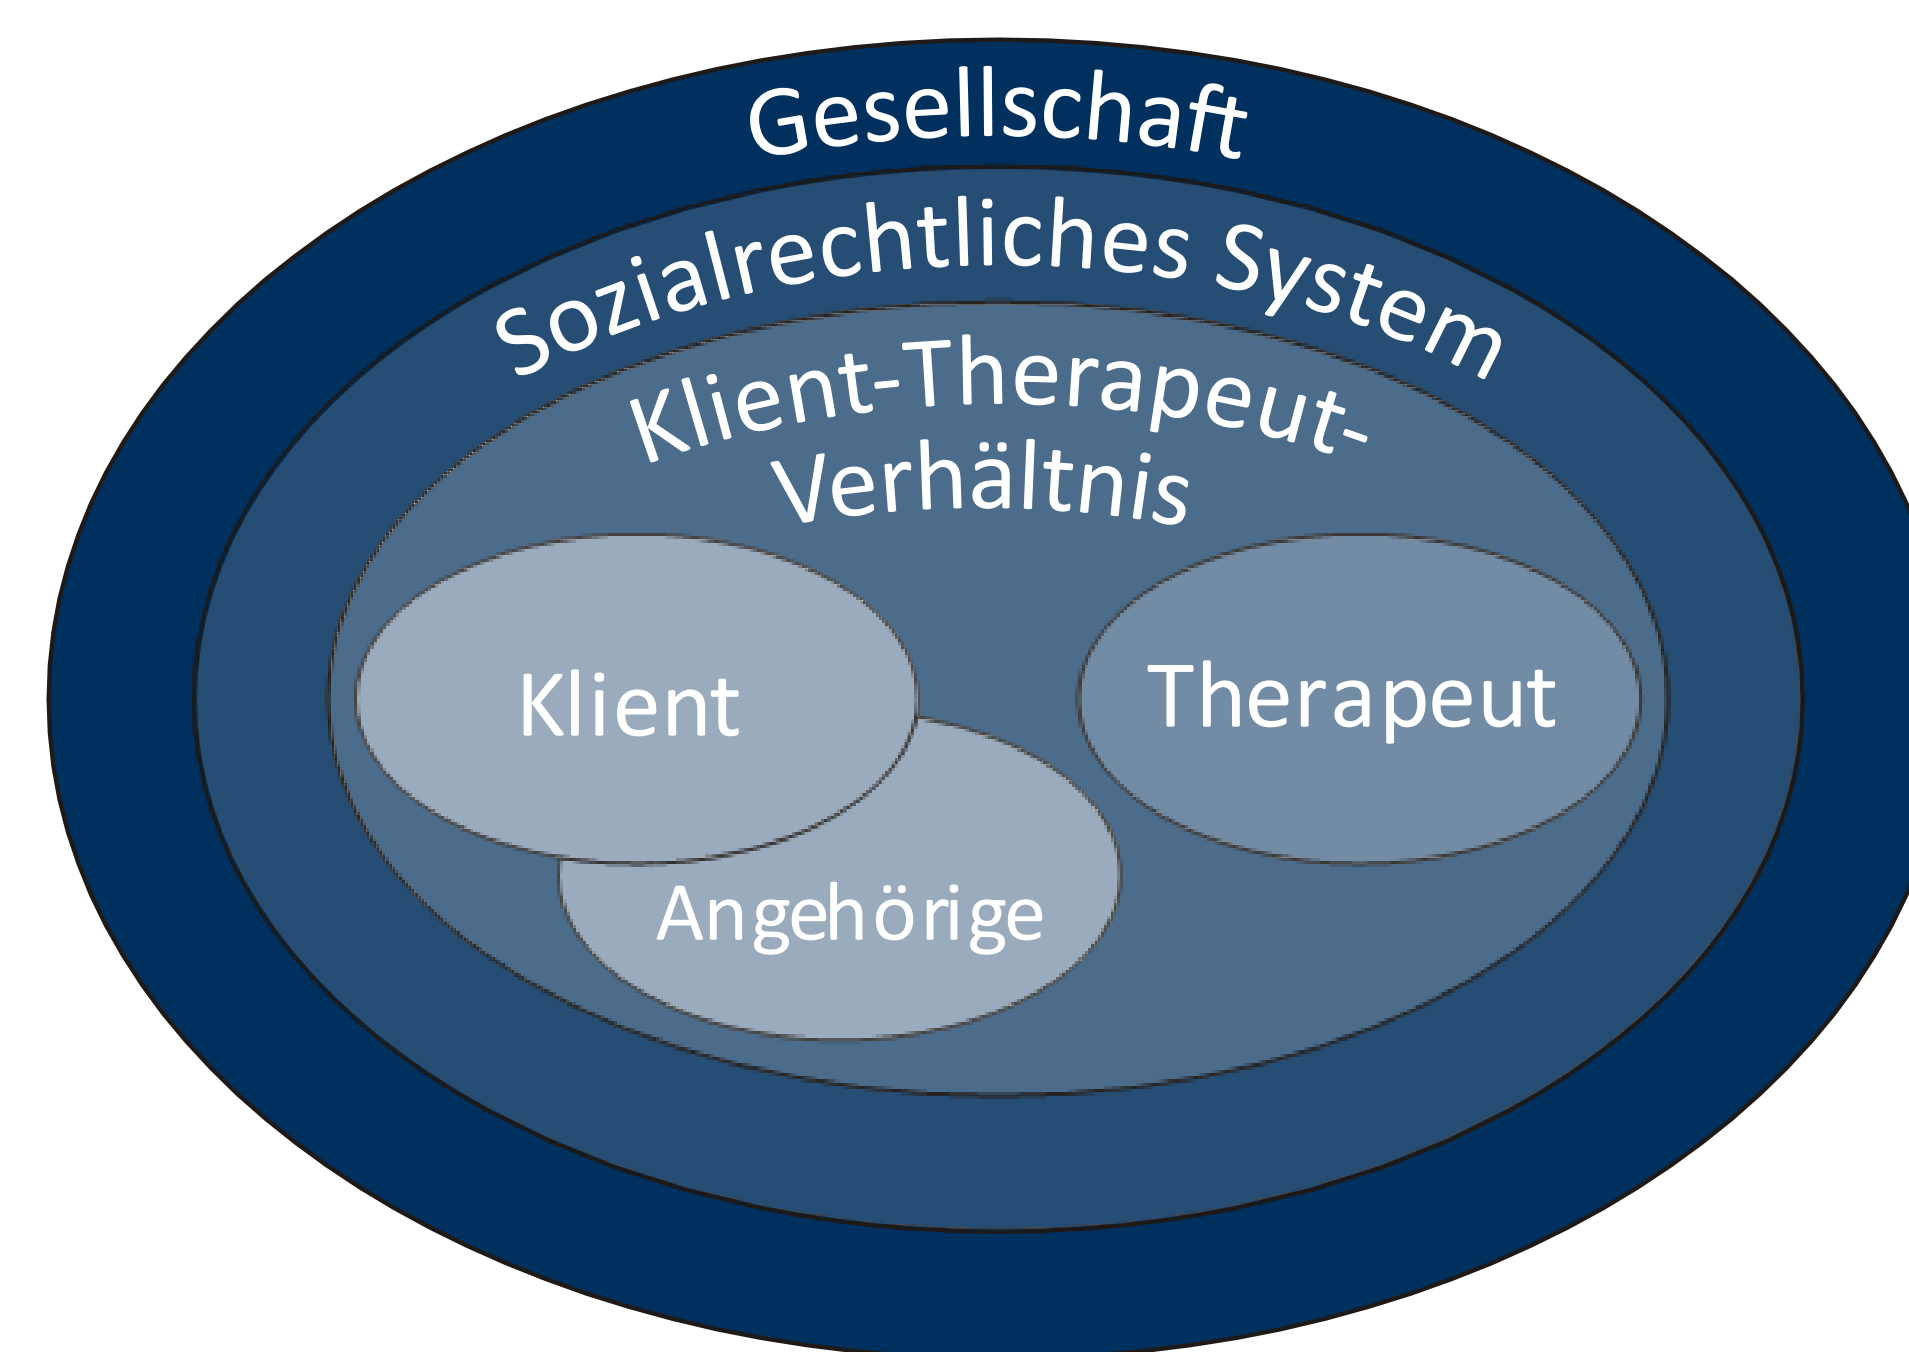 Gesellschaft
Sozialrechtliches System
Klient-Therapeut-
Verhältnis
Klient
Therapeut
Angehörige